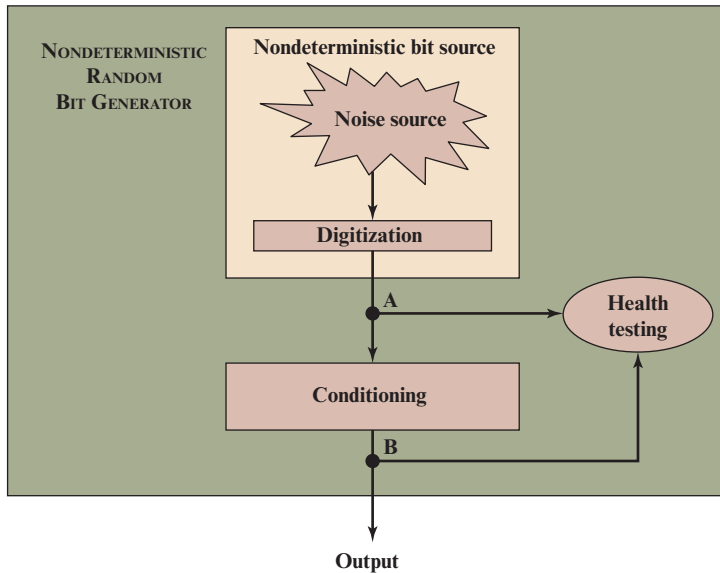 NONDETERMINISTIC
RANDOM
BIT GENERATOR
Nondeterministic bit source
Noise source
Digitization
A
Health
testing
Conditioning
B
Output